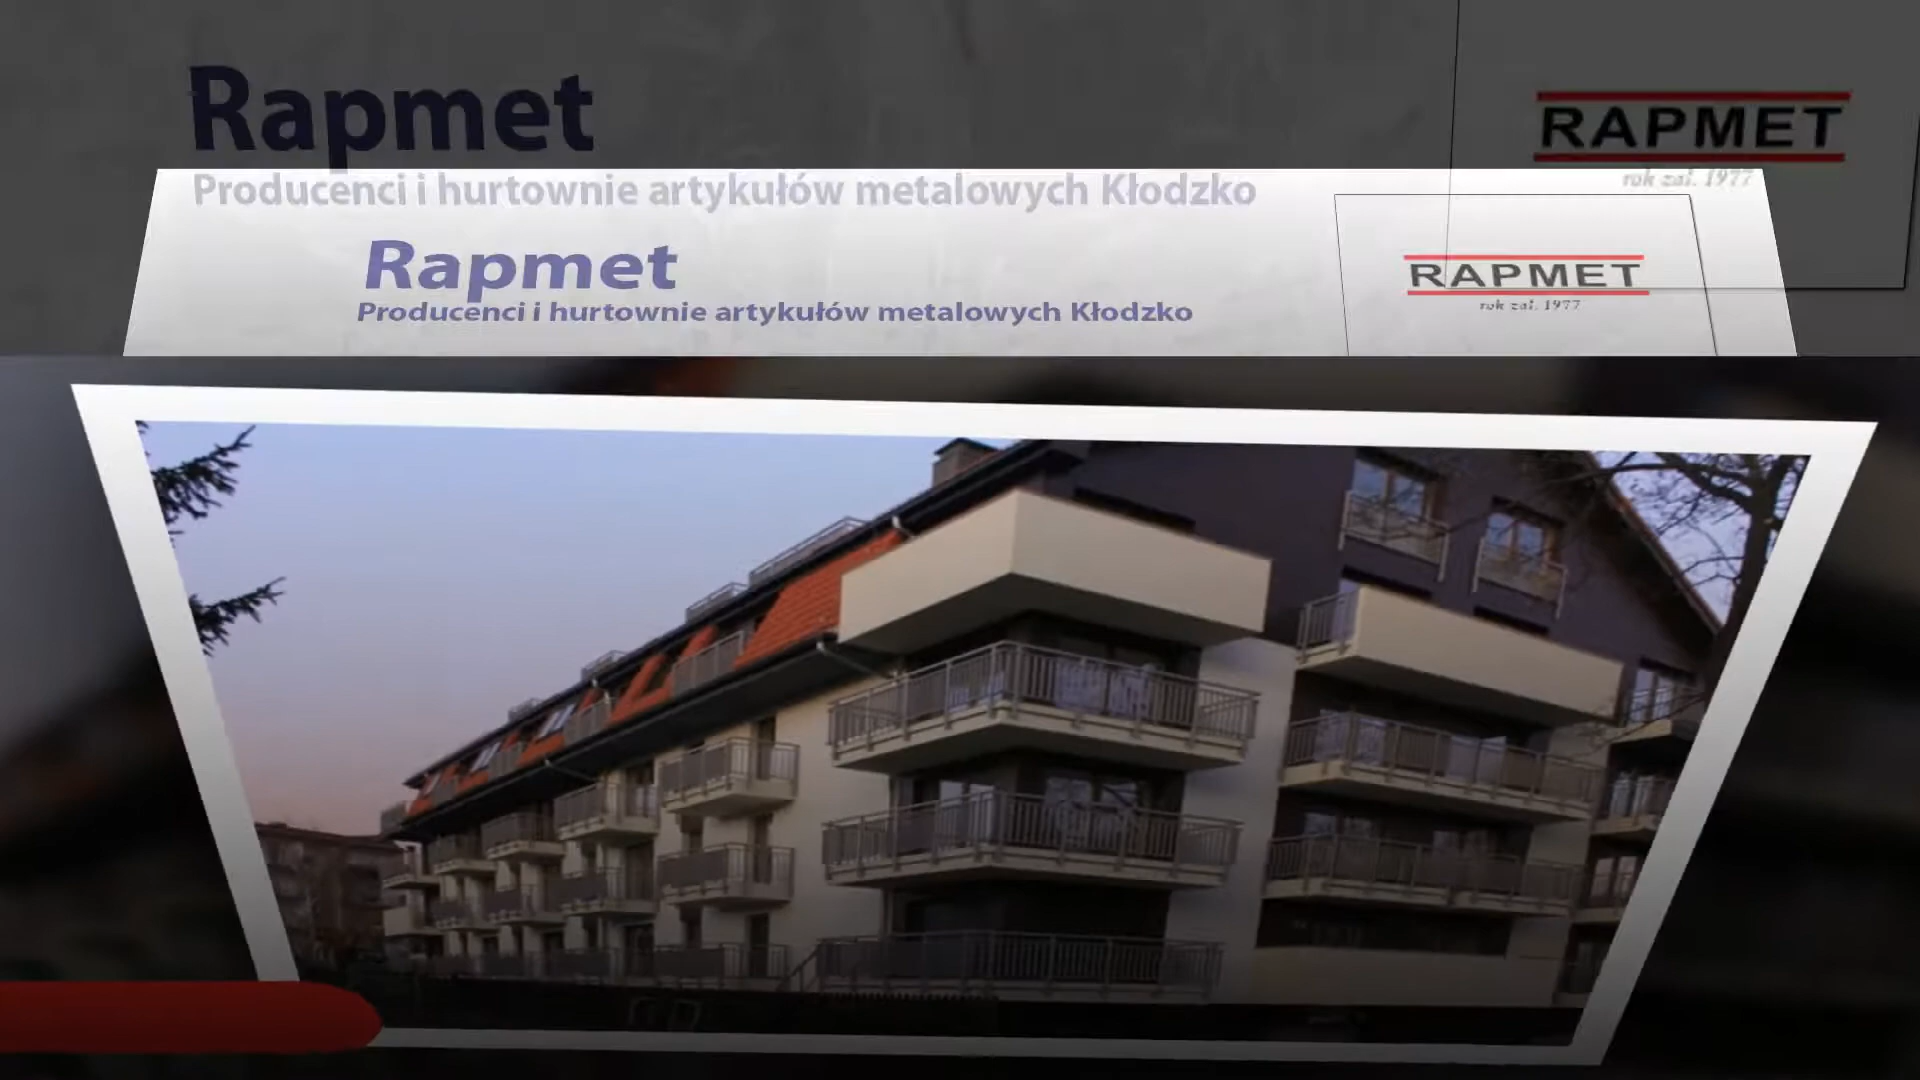 Rapmet
Producenci i hurtownie artykułów metalowych Kłodzko
RAPMET
rok zał. 1977
Rapmet
Producenci i hurtownie artykułów metalowych Kłodzko
RAPMET
rok zał. 1977